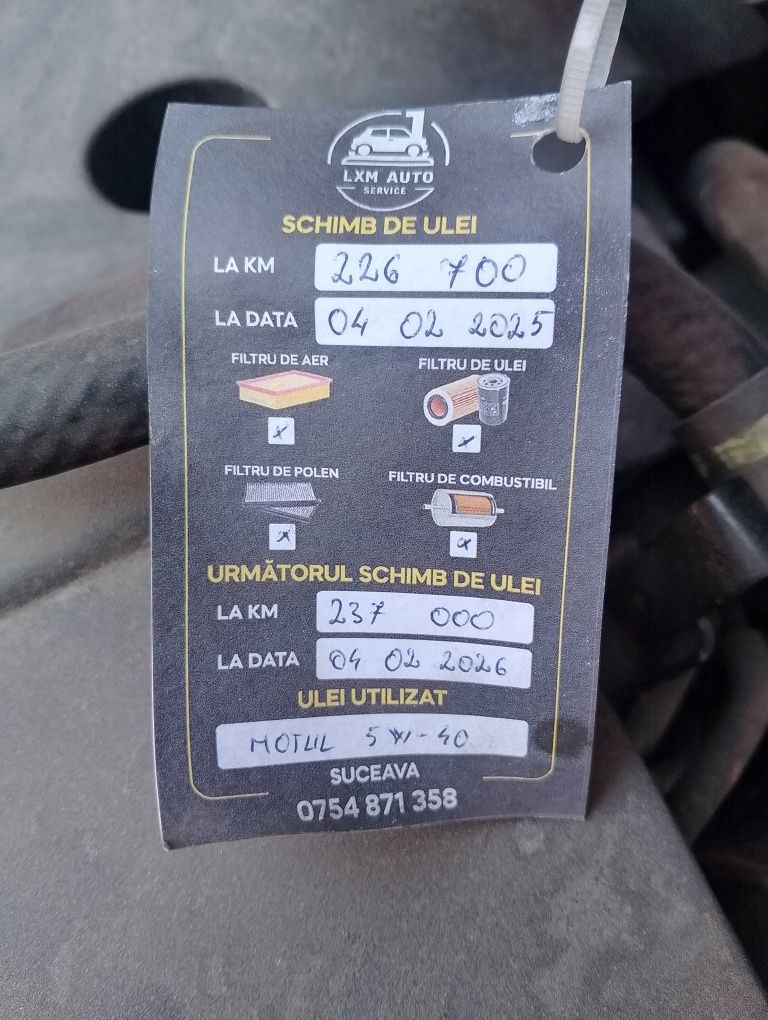 LXM AUTO
SERVICE
SCHIMB DE ULEI
LA KM 226 700
LA DATA 04 02 2025
FILTRU DE AER FILTRU DE ULEI
x x
FILTRU DE POLEN FILTRU DE COMBUSTIBIL
x x
URMĂTORUL SCHIMB DE ULEI
LA KM 237 000
LA DATA 04 02 2026
ULEI UTILIZAT
MOTUL 5W-40
SUCEAVA
0754 871 358